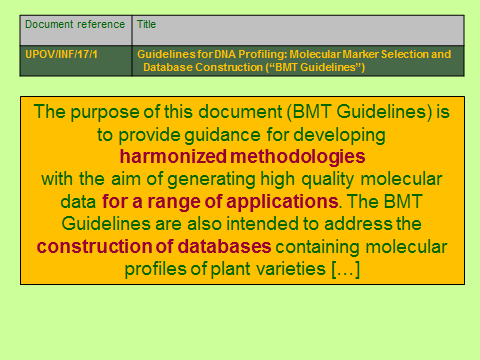 Document reference Title
UPOV/INF/17/1 Guidelines for DNA Profiling: Molecular Marker Selection and
Database Construction (“BMT Guidelines”)
The purpose of this document (BMT Guidelines) is
to provide guidance for developing
harmonized methodologies
with the aim of generating high quality molecular
data for a range of applications. The BMT
Guidelines are also intended to address the
construction of databases containing molecular
profiles of plant varieties […]